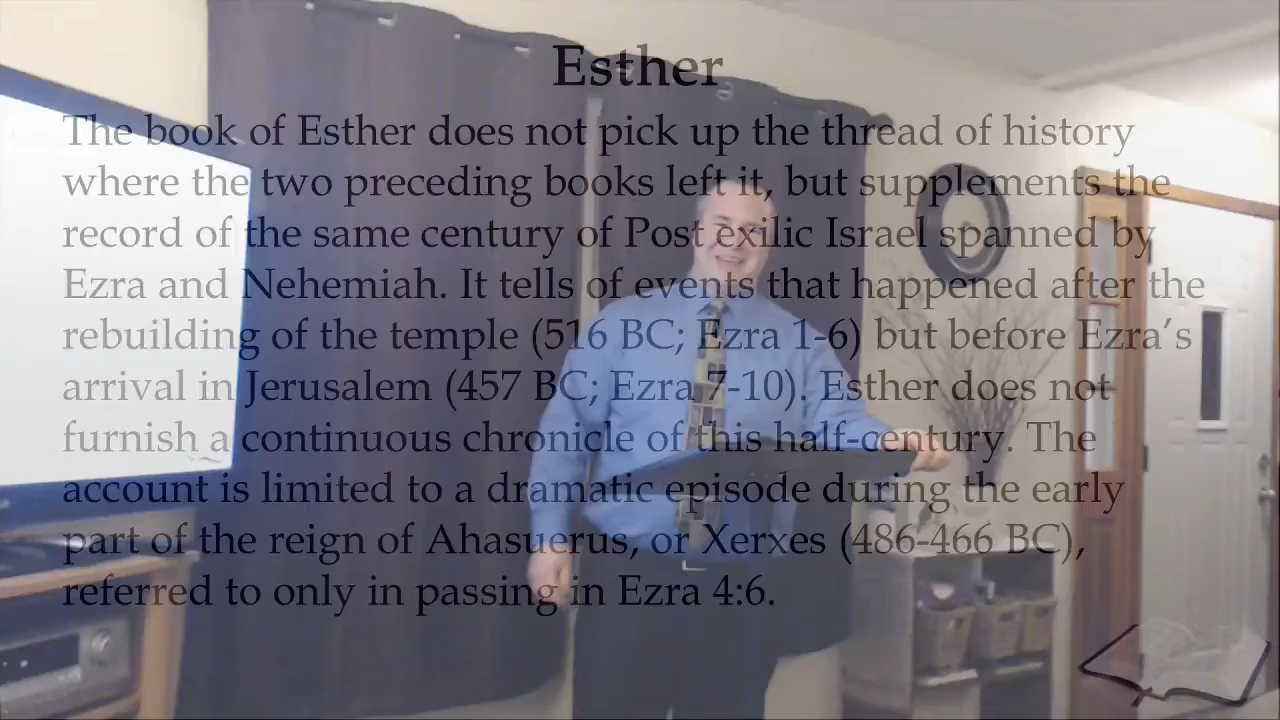 Esther
The book of Esther does not pick up the thread of history
where the two preceding books left it, but supplements the
record of the same century of Post exilic Israel spanned by
Ezra and Nehemiah. It tells of events that happened after the
rebuilding of the temple (516 BC; Ezra 1-6) but before Ezra’s
arrival in Jerusalem (457 BC; Ezra 7-10). Esther does not
furnish a continuous chronicle of this half-century. The
account is limited to a dramatic episode during the early
part of the reign of Ahasuerus, or Xerxes (486-466 BC),
referred to only in passing in Ezra 4:6.